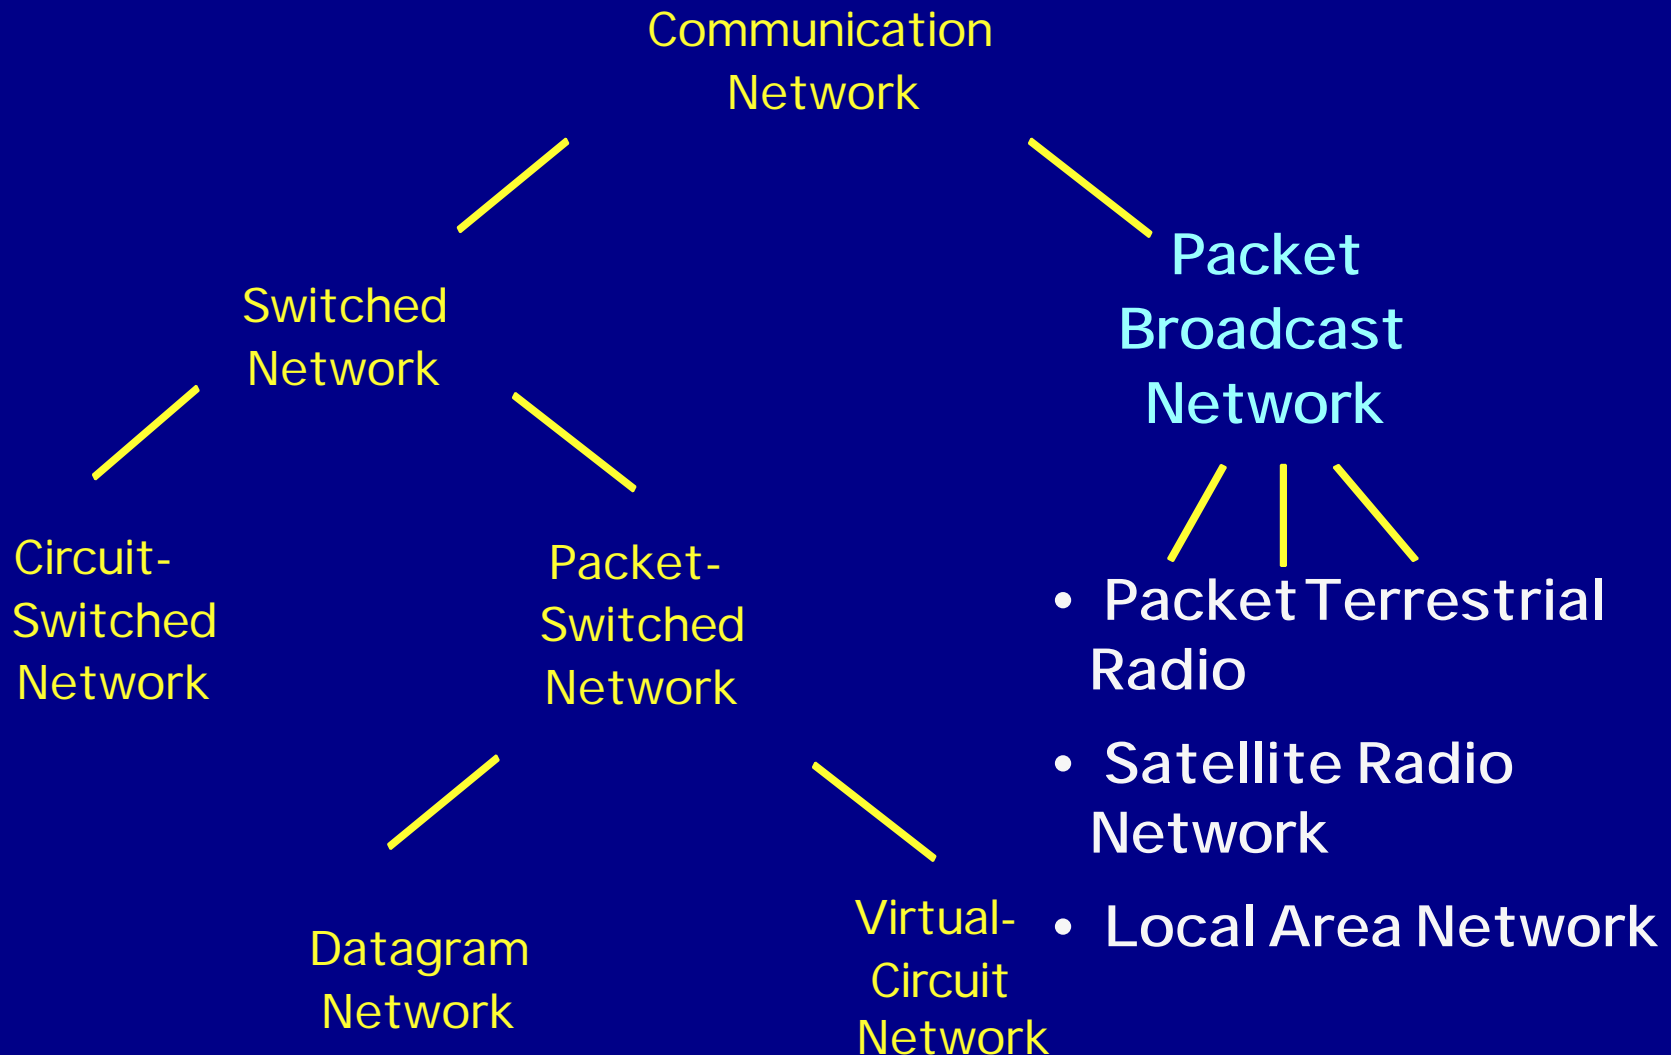 Communication
Network
Switched
Network
Packet
Broadcast
Network
Circuit-
Switched
Network
Packet-
Switched
Network
• Packet Terrestrial
Radio
• Satellite Radio
Network
• Local Area Network
Datagram
Network
Virtual-
Circuit
Network